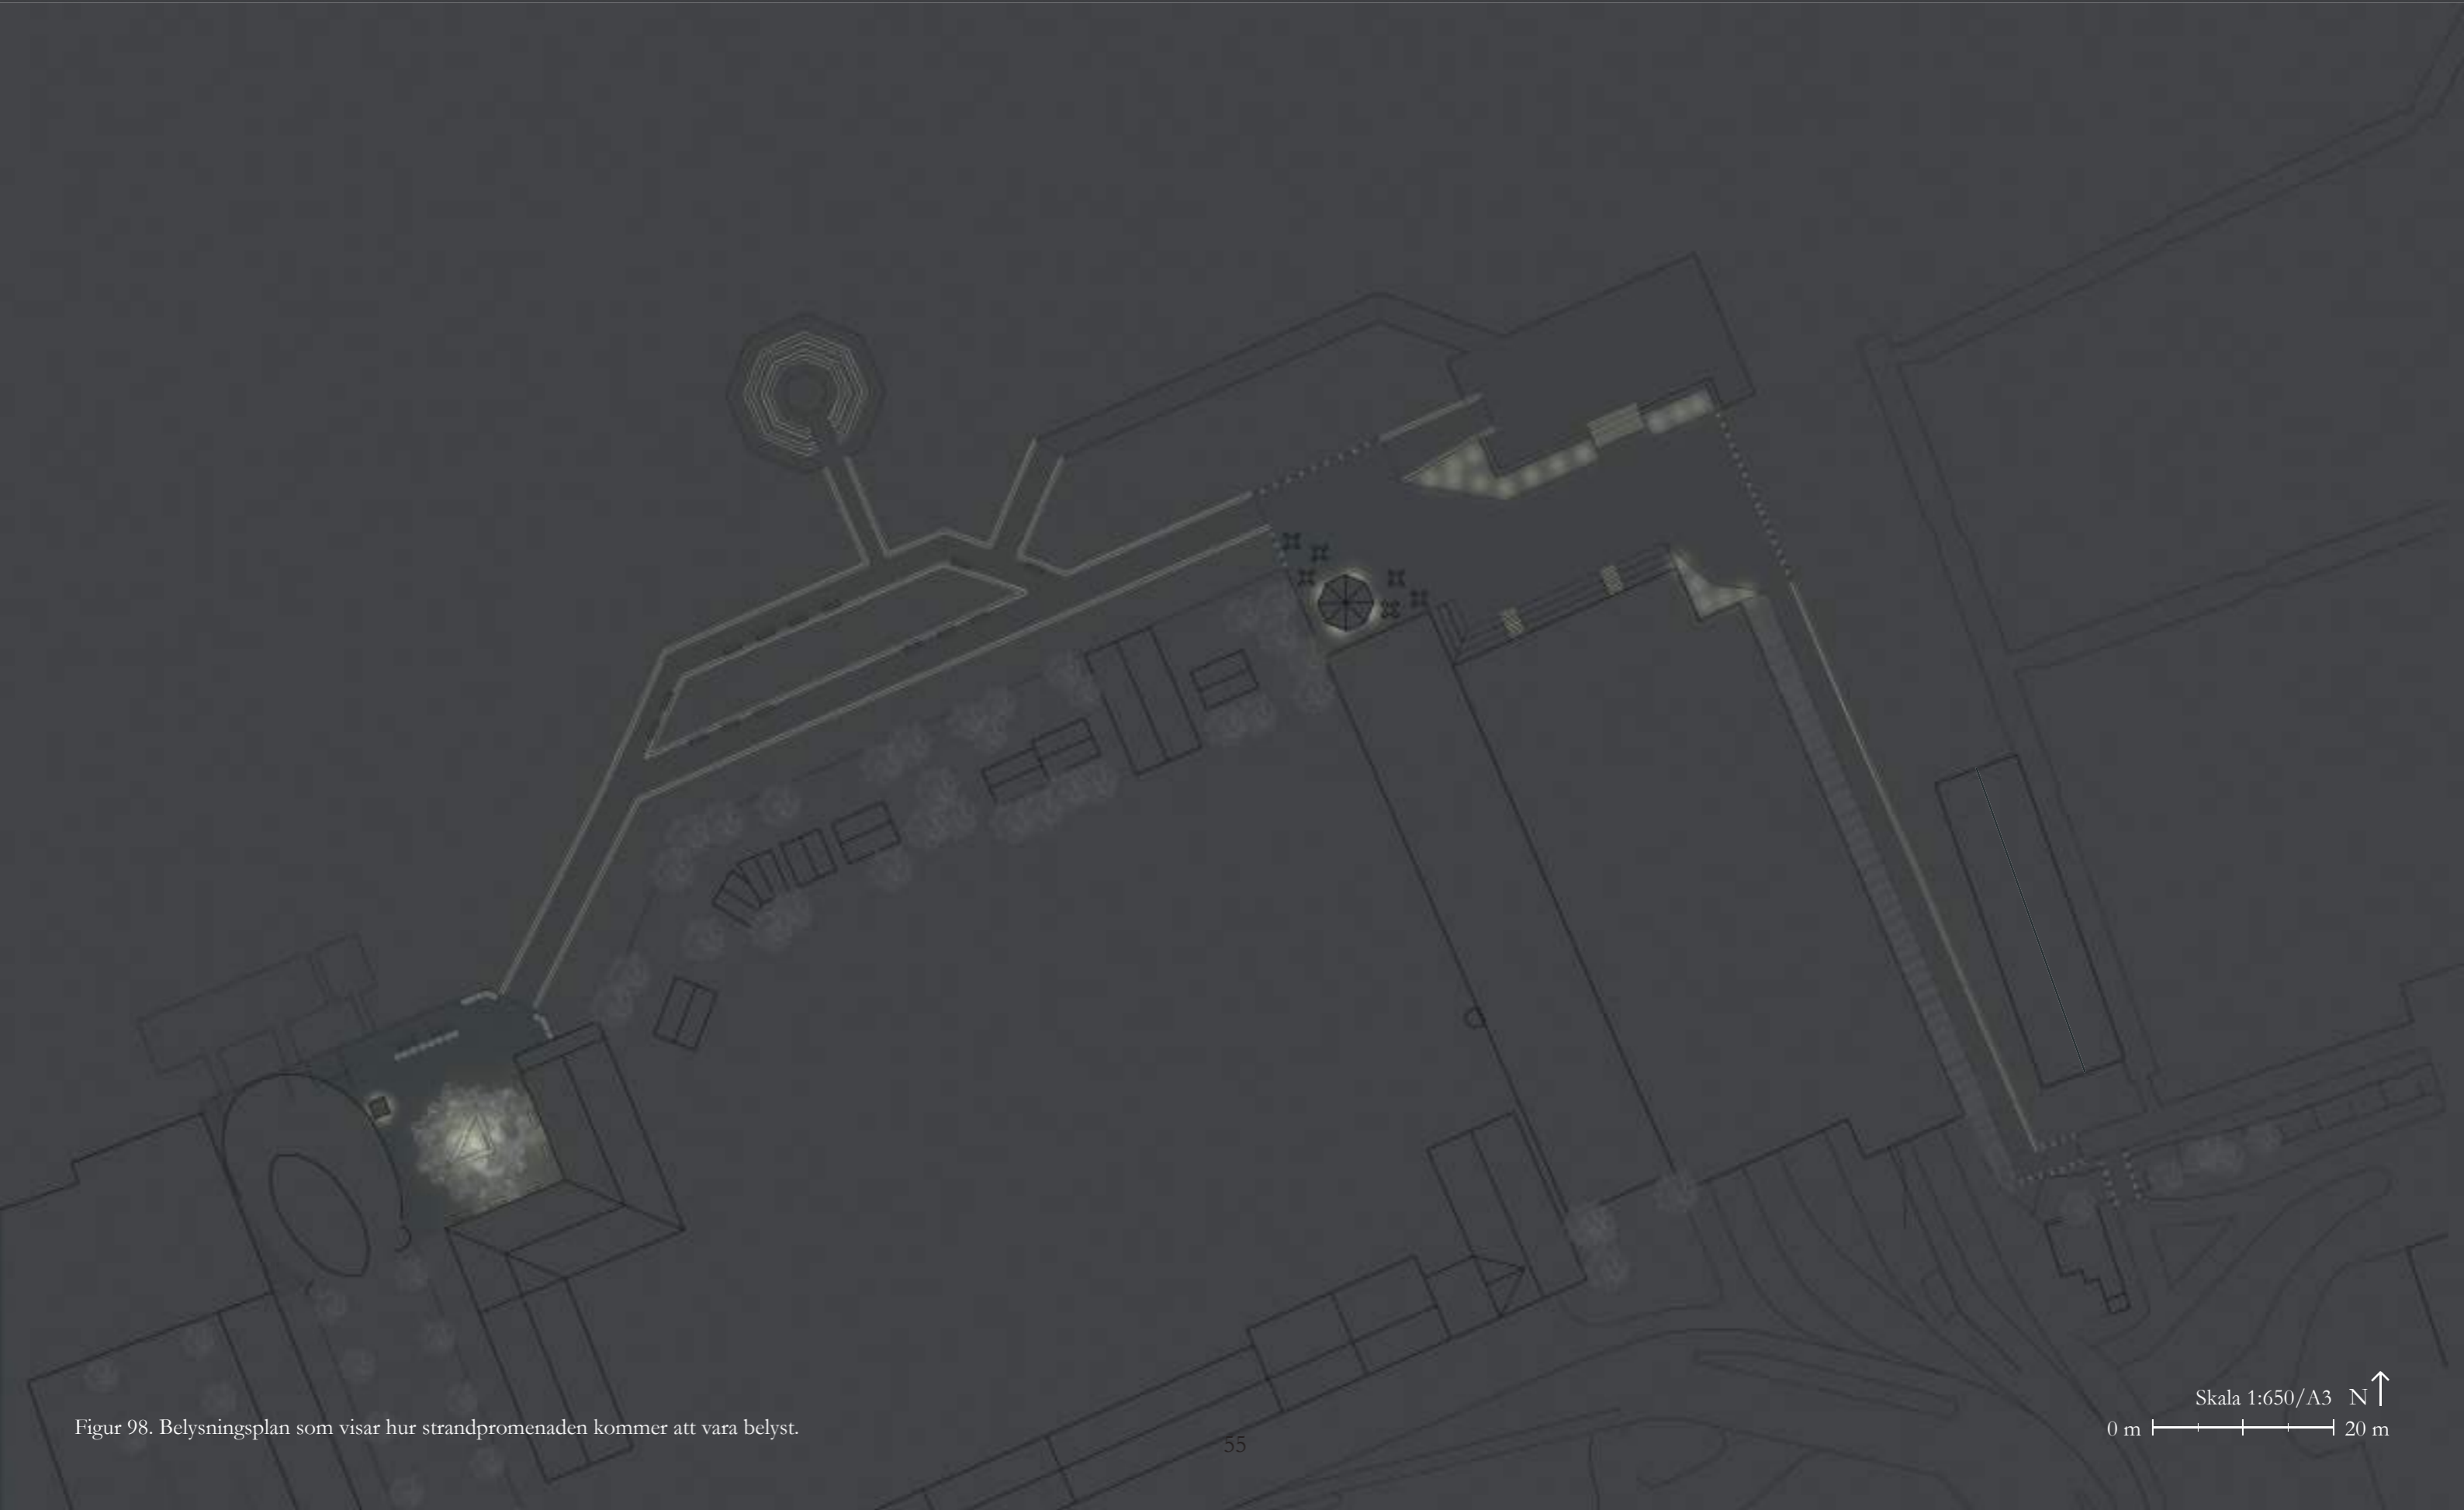 Skala 1:650/A3 N
Figur 98. Belysningsplan som visar hur strandpromenaden kommer att vara belyst.
0 m 20 m
55